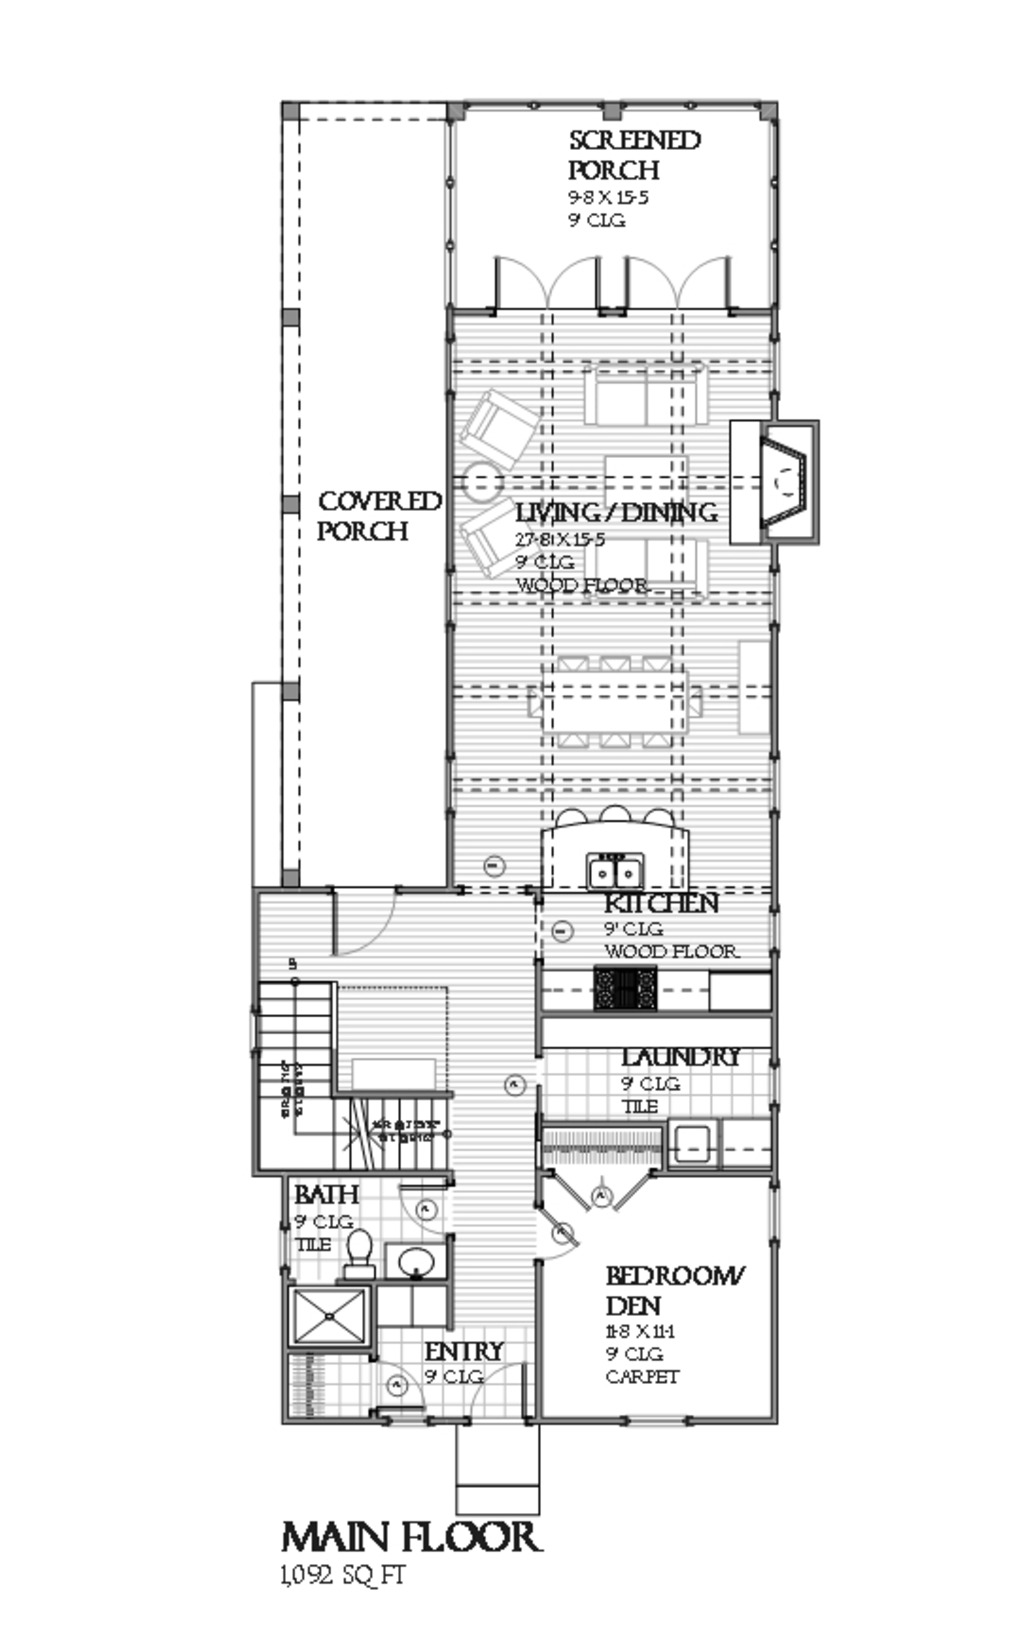 SCREENED
PORCH
9-8 X 15-5
9' CLG
COVERED
PORCH
LIVING / DINING
27-8 X 15-5
9' CLG
WOOD FLOOR
KITCHEN
9' CLG
WOOD FLOOR
LAUNDRY
9' CLG
TILE
BATH
9' CLG
TILE
BEDROOM/
DEN
11-8 X 11-1
9' CLG
CARPET
ENTRY
9' CLG
MAIN FLOOR
1,092 SQ FT